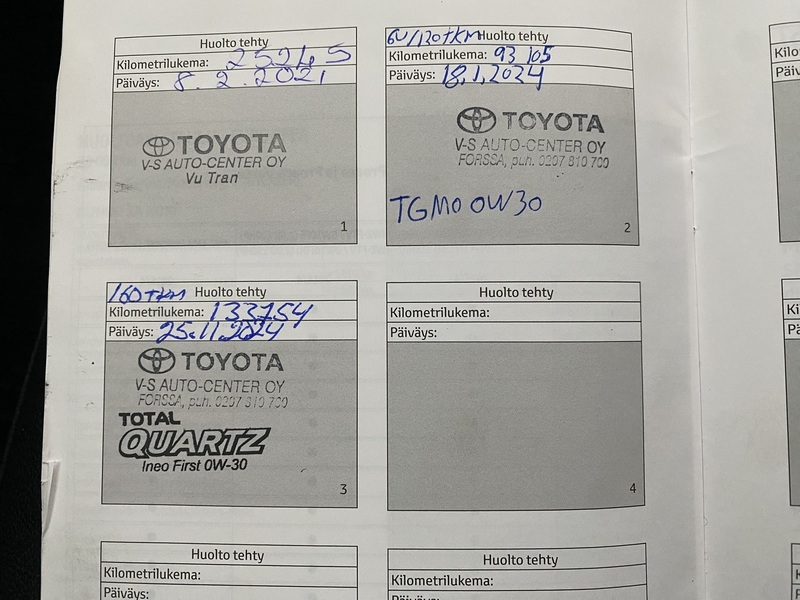 Huolto tehty
Kilometrilukema: 25245
Päiväys: 8.2.2021
TOYOTA
V-S AUTO-CENTER OY
Vu Tran
1
6V/120TKM Huolto tehty
Kilometrilukema: 93105
Päiväys: 18.1.2024
TOYOTA
V-S AUTO-CENTER OY
FORSSA, puh. 0207 810 700
TGMO 0W30
2
160TKM Huolto tehty
Kilometrilukema: 133754
Päiväys: 25.11.2024
TOYOTA
V-S AUTO-CENTER OY
FORSSA, puh. 0207 810 700
TOTAL
QUARTZ
Ineo First 0W-30
3
Huolto tehty
Kilometrilukema:
Päiväys:
4
Huolto tehty
Kilometrilukema:
Päiväys:
Huolto tehty
Kilometrilukema:
Päiväys: